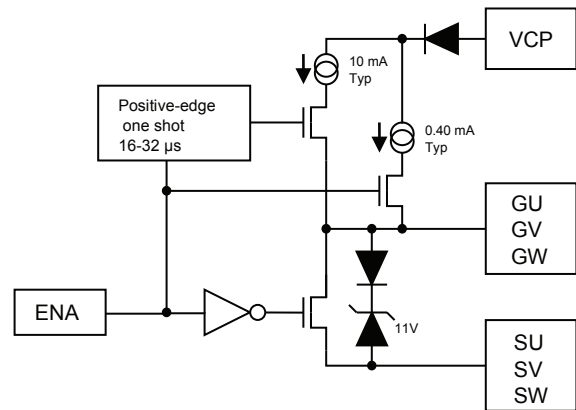 10 mA
Typ
VCP
Positive-edge
one shot
16-32 µs
0.40 mA
Typ
GU
GV
GW
ENA
11V
SU
SV
SW